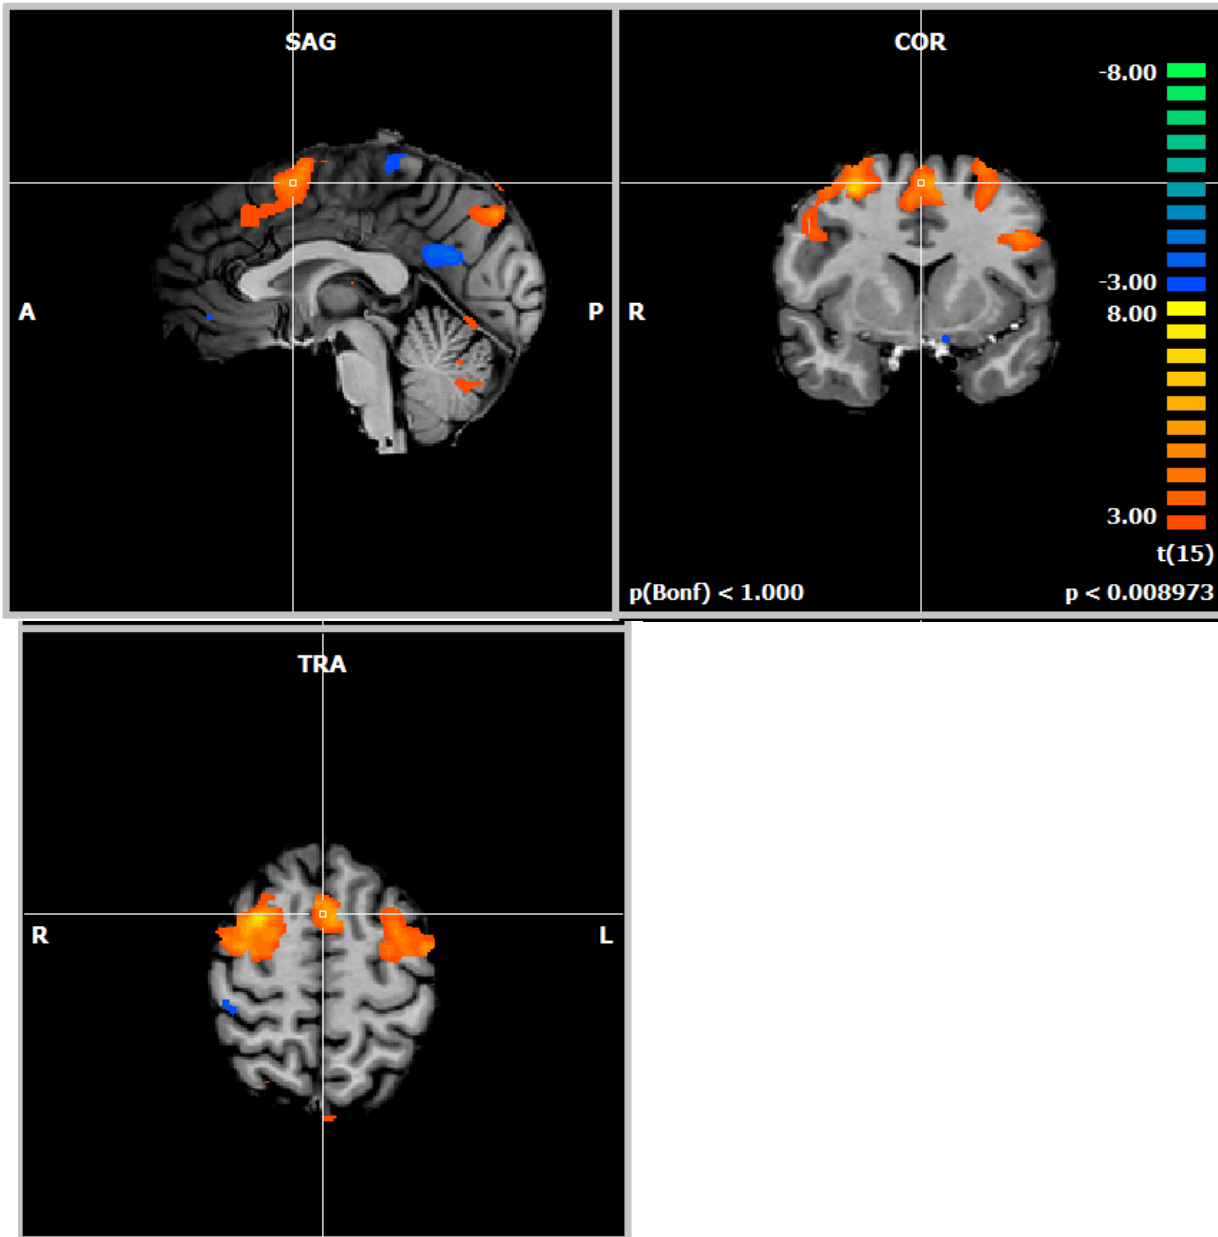 SAG
A
P
COR
R
-8.00
-3.00
8.00
3.00
t(15)
p(Bonf) < 1.000
p < 0.008973
TRA
R
L